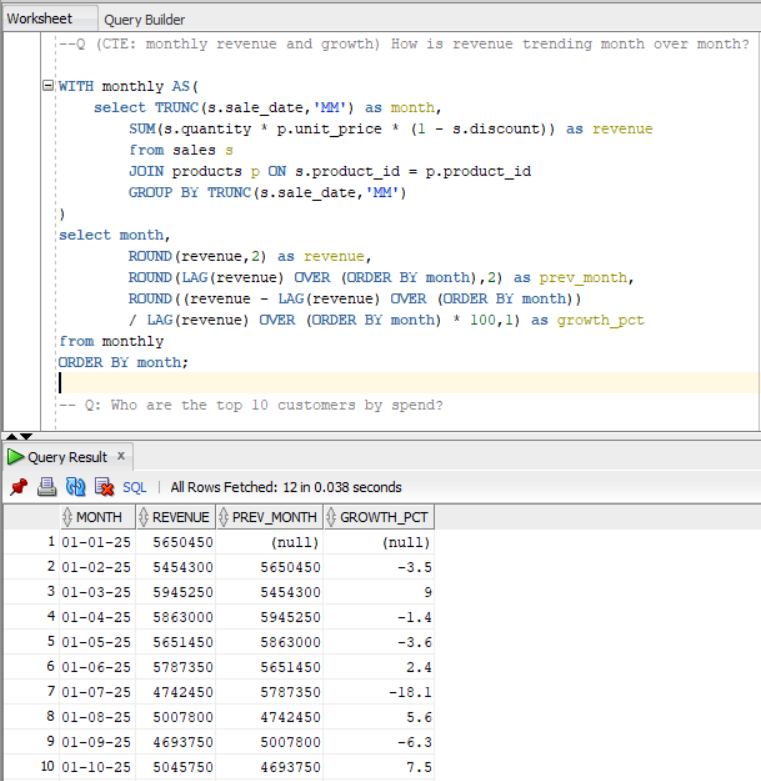 Worksheet Query Builder
--Q (CTE: monthly revenue and growth) How is revenue trending month over month?
WITH monthly AS(
select TRUNC(s.sale_date,'MM') as month,
SUM(s.quantity * p.unit_price * (1 - s.discount)) as revenue
from sales s
JOIN products p ON s.product_id = p.product_id
GROUP BY TRUNC(s.sale_date,'MM')
)
select month,
ROUND(revenue,2) as revenue,
ROUND(LAG(revenue) OVER (ORDER BY month),2) as prev_month,
ROUND((revenue - LAG(revenue) OVER (ORDER BY month))
/ LAG(revenue) OVER (ORDER BY month) * 100,1) as growth_pct
from monthly
ORDER BY month;
-- Q: Who are the top 10 customers by spend?
Query Result x
SQL | All Rows Fetched: 12 in 0.038 seconds
MONTH REVENUE PREV_MONTH GROWTH_PCT
1 01-01-25 5650450 (null) (null)
2 01-02-25 5454300 5650450 -3.5
3 01-03-25 5945250 5454300 9
4 01-04-25 5863000 5945250 -1.4
5 01-05-25 5651450 5863000 -3.6
6 01-06-25 5787350 5651450 2.4
7 01-07-25 4742450 5787350 -18.1
8 01-08-25 5007800 4742450 5.6
9 01-09-25 4693750 5007800 -6.3
10 01-10-25 5045750 4693750 7.5